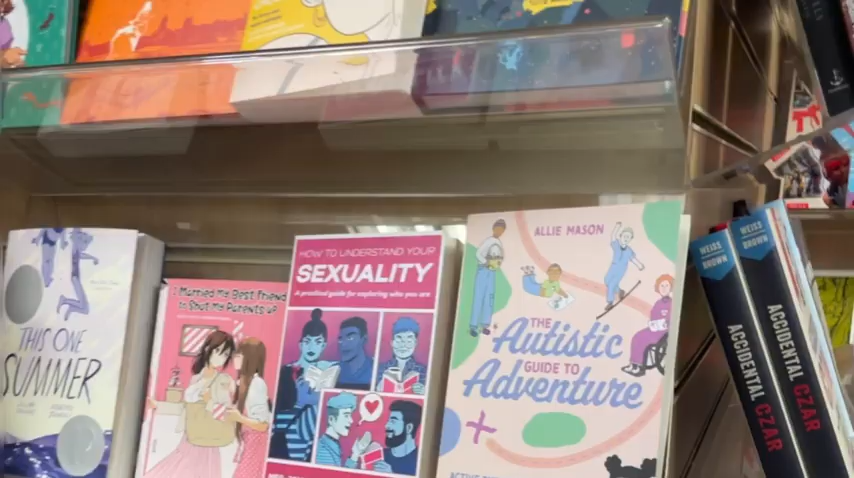 THIS ONE
SUMMER
I Married My Best Friend
to Shut My Parents Up
HOW TO UNDERSTAND YOUR
SEXUALITY
A practical guide for exploring who you are
ALLIE MASON
THE
Autistic
GUIDE TO
Adventure
WEISS
BROWN
ACCIDENTAL CZAR
WEISS
BROWN
ACCIDENTAL CZAR